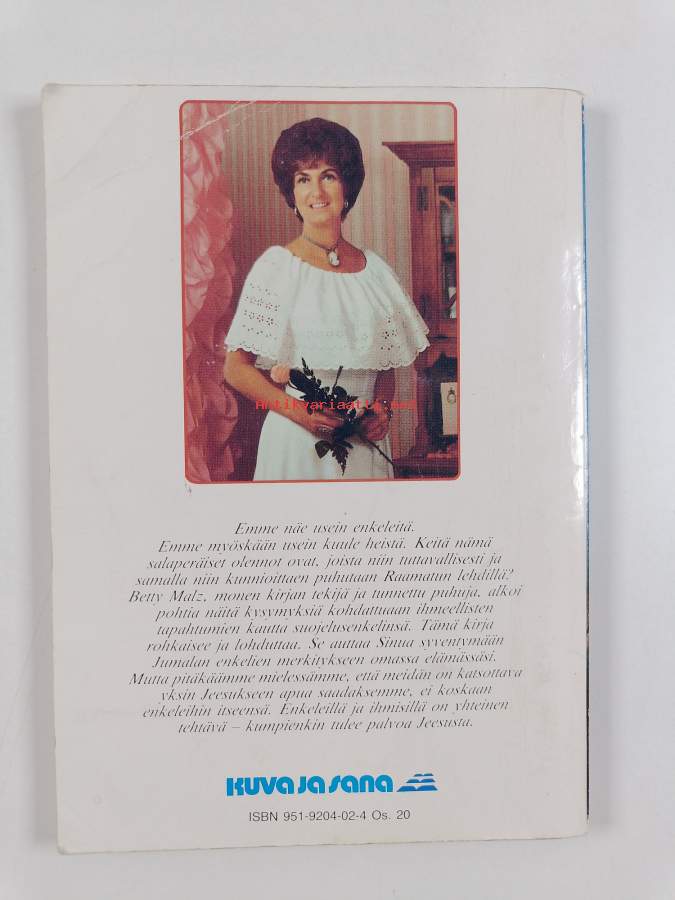 Antikvariaatti.net
Emme näe usein enkeleitä.
Emme myöskään usein kuule heistä. Keitä nämä
salaperäiset olennot ovat, joista niin tuttavallisesti ja
samalla niin kunnioittaen puhutaan Raamatun lehdillä?
Betty Malz, monen kirjan tekijä ja tunnettu puhuja, alkoi
pohtia näitä kysymyksiä kohdattuaan ihmeellisten
tapahtumien kautta suojelusenkelinsä. Tämä kirja
rohkaisee ja lohduttaa. Se auttaa Sinua syventymään
Jumalan enkelien merkitykseen omassa elämässäsi.
Mutta pitäkäämme mielessämme, että meidän on katsottava
yksin Jeesukseen apua saadaksemme, ei koskaan
enkeleihin itseensä. Enkeleillä ja ihmisillä on yhteinen
tehtävä – kumpienkin tulee palvoa Jeesusta.
KUVA JA SANA
ISBN 951-9204-02-4 Os. 20